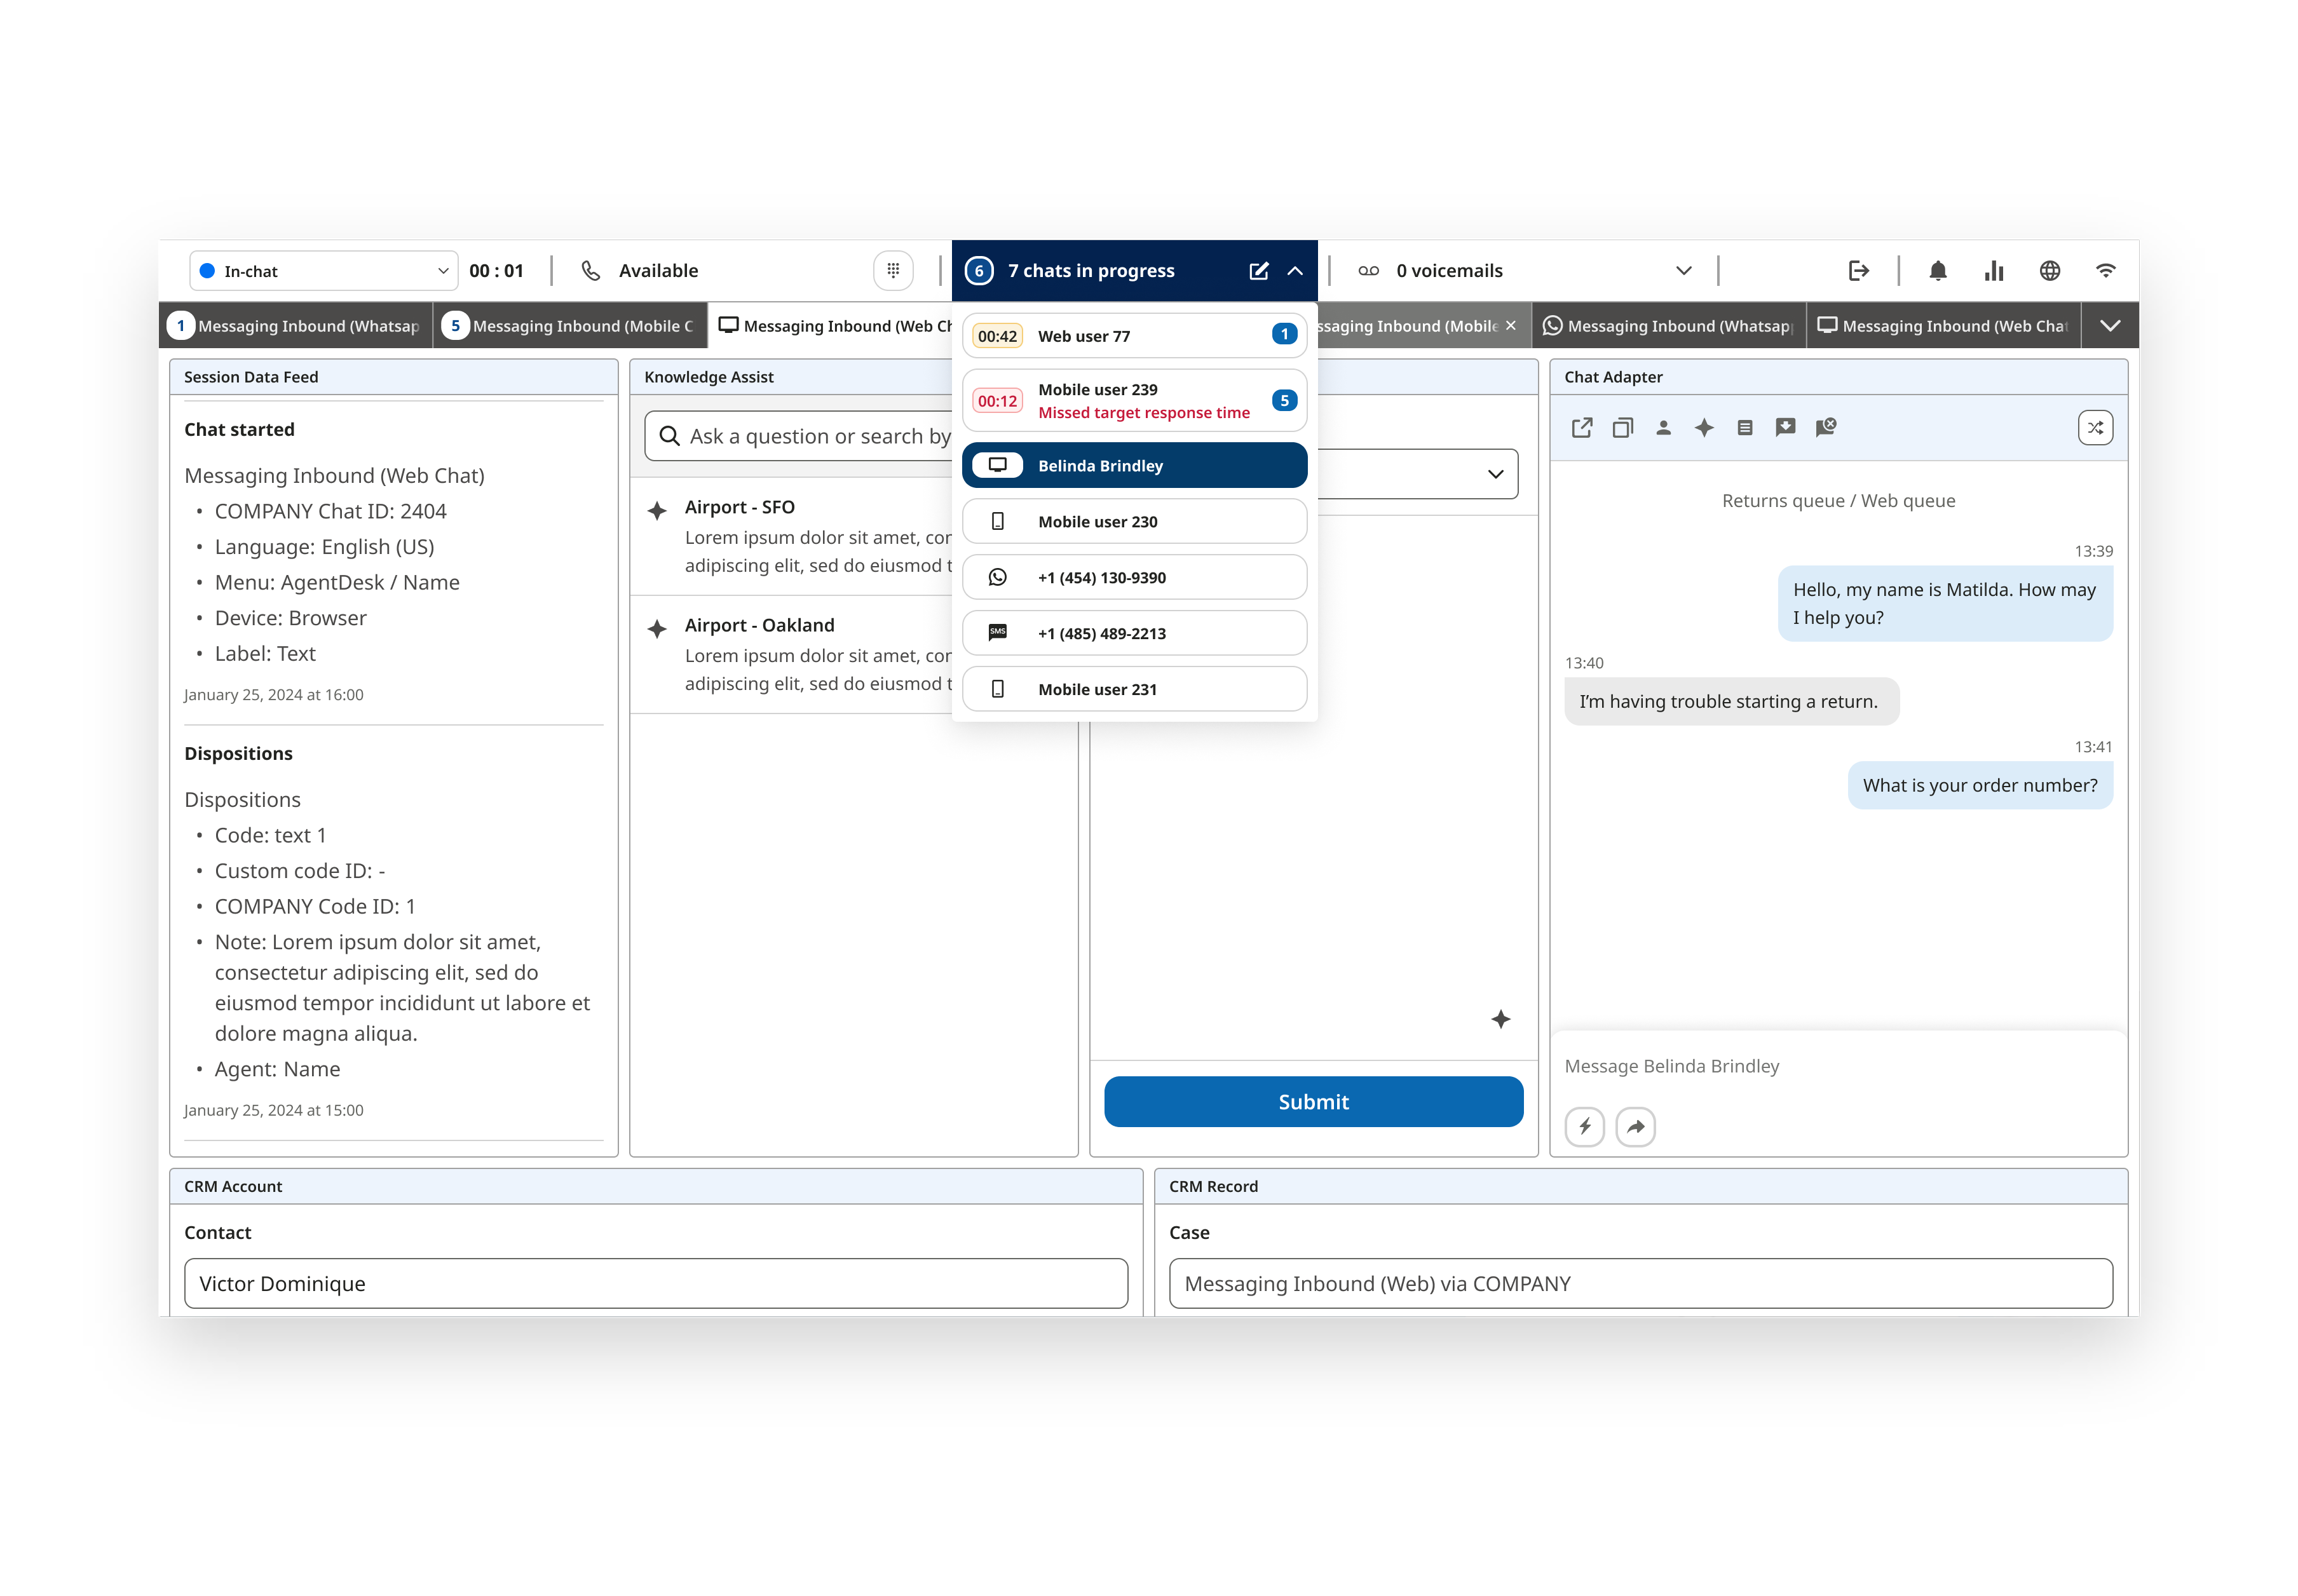 In-chat
00 : 01
Available
6
7 chats in progress
0 voicemails
1
Messaging Inbound (Whatsap
5
Messaging Inbound (Mobile C
Messaging Inbound (Web Ch
ssaging Inbound (Mobile
Messaging Inbound (Whatsapp
Messaging Inbound (Web Chat
00:42
Web user 77
1
00:12
Mobile user 239
Missed target response time
5
Belinda Brindley
Mobile user 230
+1 (454) 130-9390
SMS
+1 (485) 489-2213
Mobile user 231
Session Data Feed
Chat started
Messaging Inbound (Web Chat)
• COMPANY Chat ID: 2404
• Language: English (US)
• Menu: AgentDesk / Name
• Device: Browser
• Label: Text
January 25, 2024 at 16:00
Dispositions
Dispositions
• Code: text 1
• Custom code ID: -
• COMPANY Code ID: 1
• Note: Lorem ipsum dolor sit amet,
consectetur adipiscing elit, sed do
eiusmod tempor incididunt ut labore et
dolore magna aliqua.
• Agent: Name
January 25, 2024 at 15:00
Knowledge Assist
Ask a question or search by
Airport - SFO
Lorem ipsum dolor sit amet, con
adipiscing elit, sed do eiusmod t
Airport - Oakland
Lorem ipsum dolor sit amet, con
adipiscing elit, sed do eiusmod t
Submit
Chat Adapter
Returns queue / Web queue
13:39
Hello, my name is Matilda. How may
I help you?
13:40
I’m having trouble starting a return.
13:41
What is your order number?
Message Belinda Brindley
CRM Account
Contact
Victor Dominique
CRM Record
Case
Messaging Inbound (Web) via COMPANY